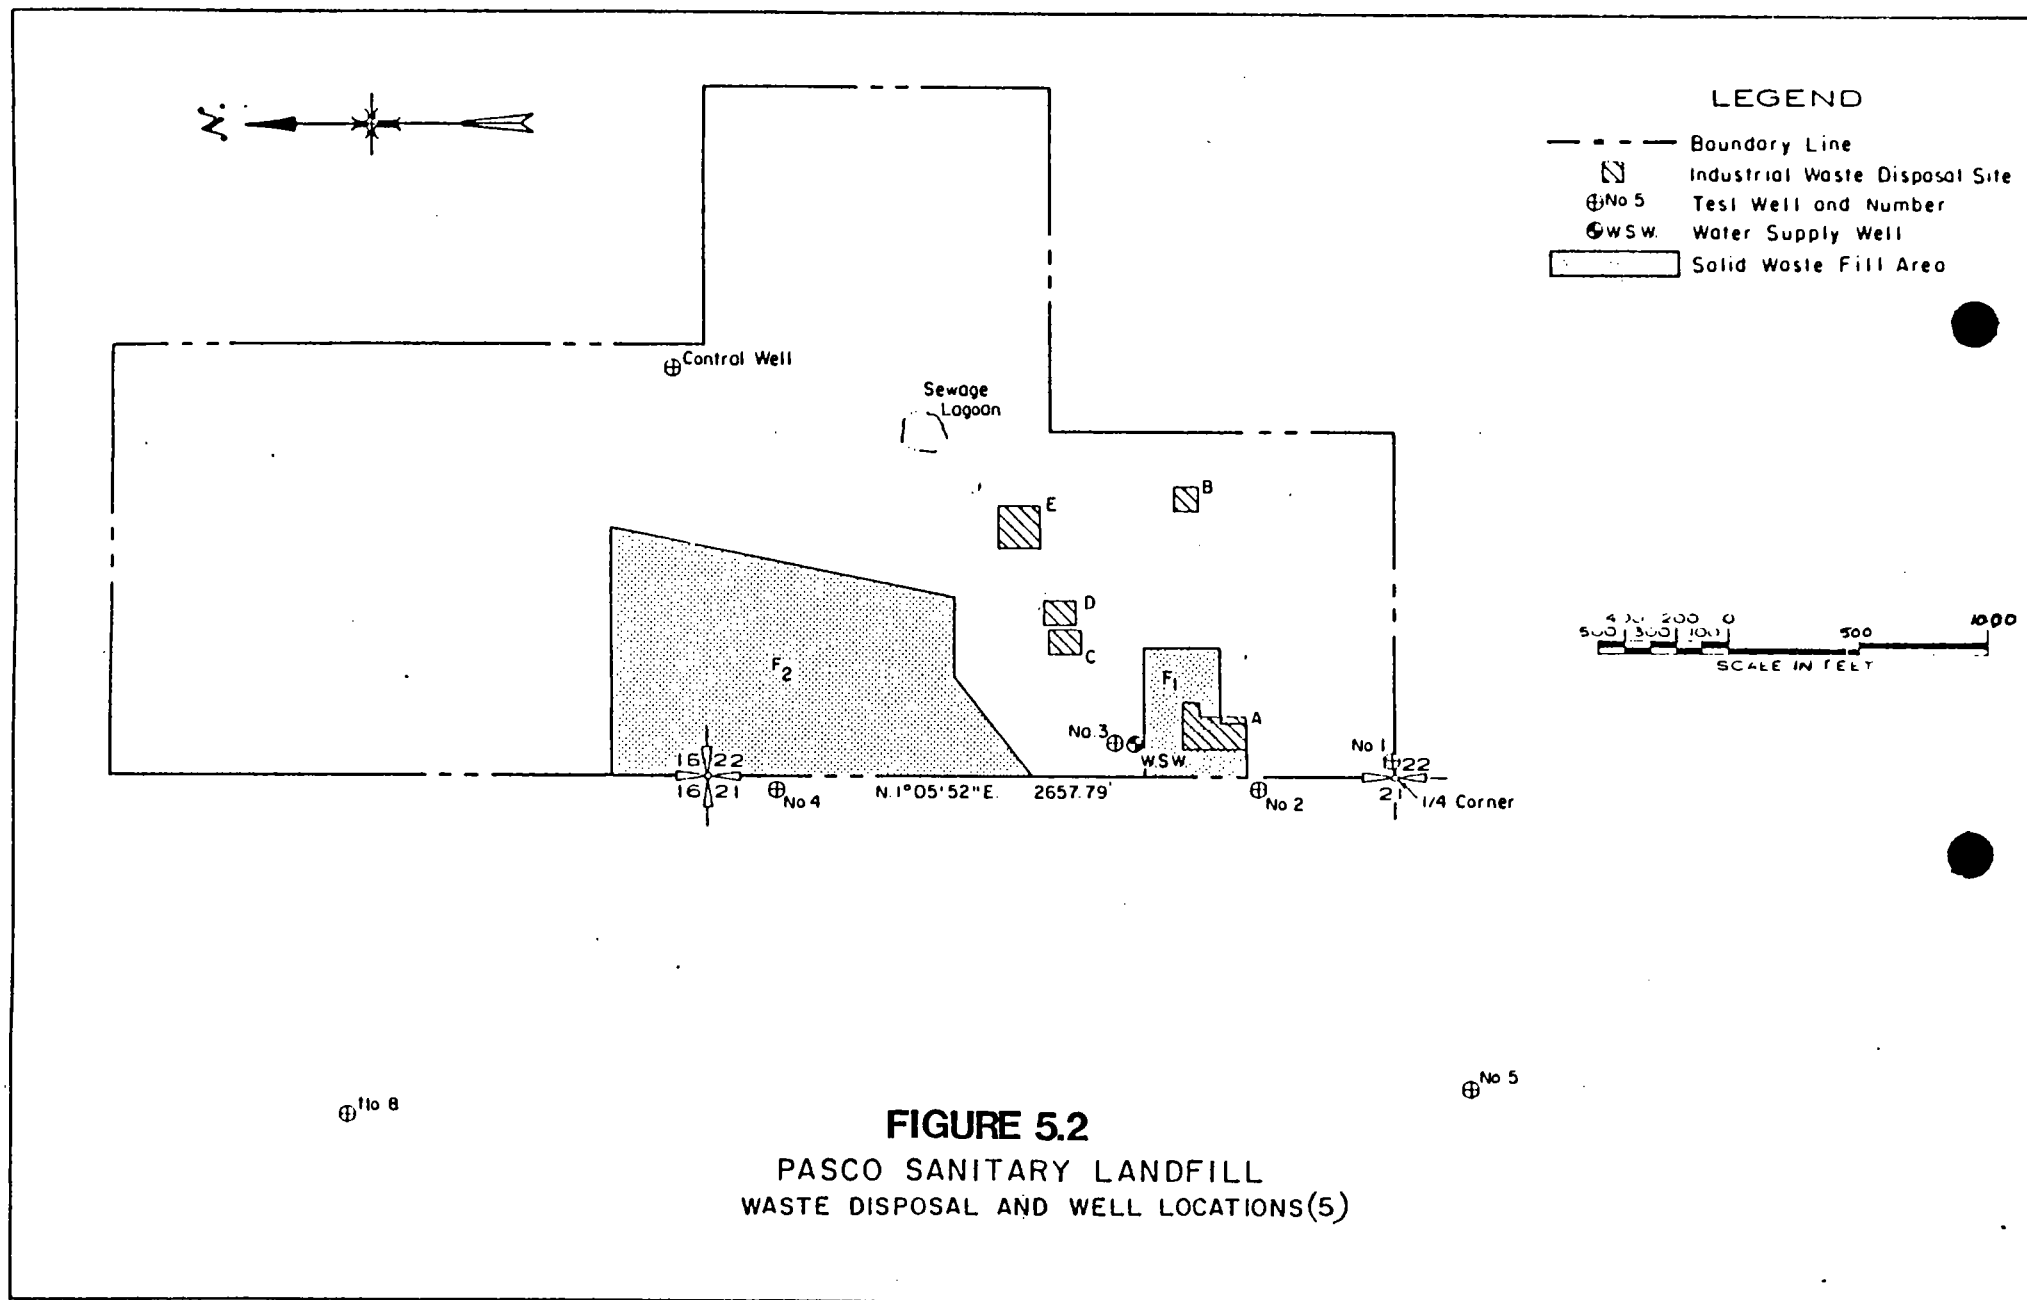 N.
LEGEND
Boundary Line
Industrial Waste Disposal Site
No 5 Test Well and Number
W.S.W. Water Supply Well
Solid Waste Fill Area
Control Well
Sewage
Lagoon
B
E
D
C
F2
F1
A
No. 3
W.S.W.
No 1
16 22
16 21
No 4
N. 1°05'52"E. 2657.79'
No 2
22
21
1/4 Corner
400 200 0 1000
500 300 100 500
SCALE IN FEET
No 8
No 5
FIGURE 5.2
PASCO SANITARY LANDFILL
WASTE DISPOSAL AND WELL LOCATIONS(5)